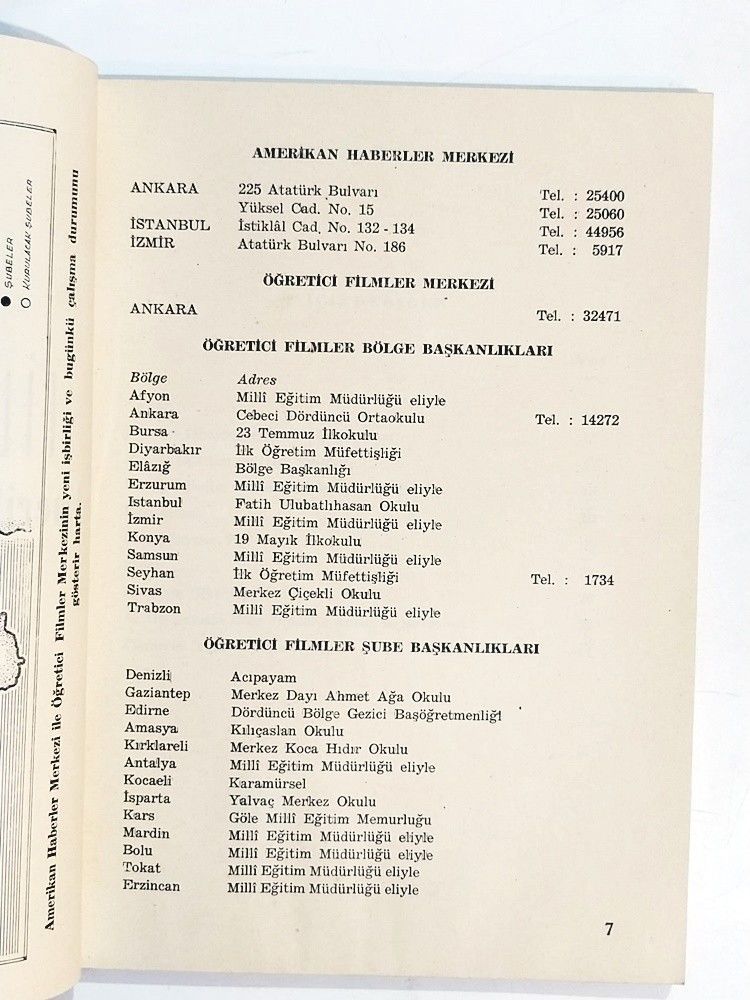 ● ŞUBELER
○ KURULACAK ŞUBELER
Amerikan Haberler Merkezi ile Öğretici Filmler Merkezinin yeni işbirliği ve bugünkü çalışma durumunu
gösterir harta.
AMERİKAN HABERLER MERKEZİ
ANKARA 225 Atatürk Bulvarı Tel. : 25400
Yüksel Cad. No. 15 Tel. : 25060
İSTANBUL İstiklâl Cad. No. 132 - 134 Tel. : 44956
İZMİR Atatürk Bulvarı No. 186 Tel. : 5917
ÖĞRETİCİ FİLMLER MERKEZİ
ANKARA Tel. : 32471
ÖĞRETİCİ FİLMLER BÖLGE BAŞKANLIKLARI
Bölge Adres
Afyon Millî Eğitim Müdürlüğü eliyle
Ankara Cebeci Dördüncü Ortaokulu Tel. : 14272
Bursa 23 Temmuz İlkokulu
Diyarbakır İlk Öğretim Müfettişliği
Elâzığ Bölge Başkanlığı
Erzurum Millî Eğitim Müdürlüğü eliyle
Istanbul Fatih Ulubatlıhasan Okulu
İzmir Millî Eğitim Müdürlüğü eliyle
Konya 19 Mayık İlkokulu
Samsun Millî Eğitim Müdürlüğü eliyle
Seyhan İlk Öğretim Müfettişliği Tel. : 1734
Sivas Merkez Çiçekli Okulu
Trabzon Millî Eğitim Müdürlüğü eliyle
ÖĞRETİCİ FİLMLER ŞUBE BAŞKANLIKLARI
Denizli Acıpayam
Gaziantep Merkez Dayı Ahmet Ağa Okulu
Edirne Dördüncü Bölge Gezici Başöğretmenliği
Amasya Kılıçaslan Okulu
Kırklareli Merkez Koca Hıdır Okulu
Antalya Millî Eğitim Müdürlüğü eliyle
Kocaeli Karamürsel
İsparta Yalvaç Merkez Okulu
Kars Göle Millî Eğitim Memurluğu
Mardin Millî Eğitim Müdürlüğü eliyle
Bolu Millî Eğitim Müdürlüğü eliyle
Tokat Millî Eğitim Müdürlüğü eliyle
Erzincan Millî Eğitim Müdürlüğü eliyle
7